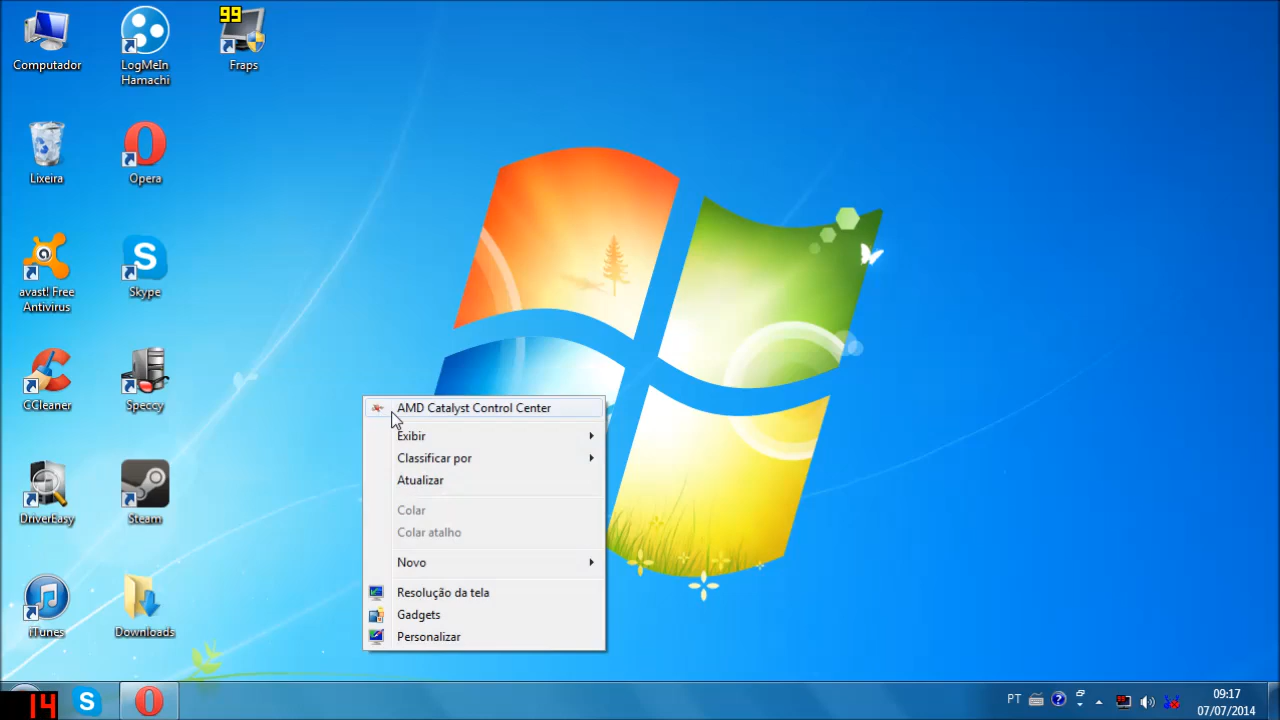 99
Computador
LogMeIn
Hamachi
Fraps
Lixeira
Opera
avast! Free
Antivirus
Skype
CCleaner
Speccy
DriverEasy
Steam
iTunes
Downloads
AMD Catalyst Control Center
Exibir
Classificar por
Atualizar
Colar
Colar atalho
Novo
Resolução da tela
Gadgets
Personalizar
14
PT
09:17
07/07/2014